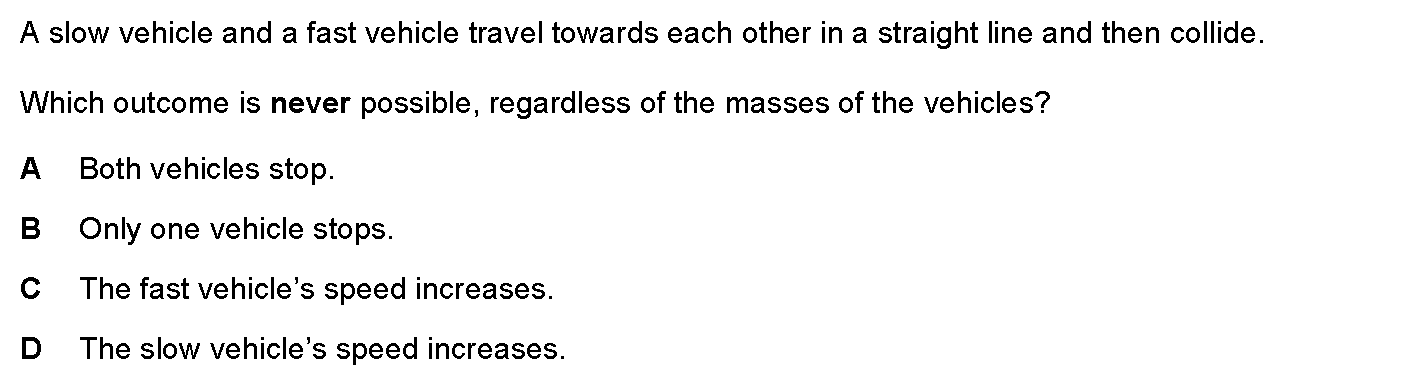 A slow vehicle and a fast vehicle travel towards each other in a straight line and then collide.
Which outcome is never possible, regardless of the masses of the vehicles?
A Both vehicles stop.
B Only one vehicle stops.
C The fast vehicle’s speed increases.
D The slow vehicle’s speed increases.